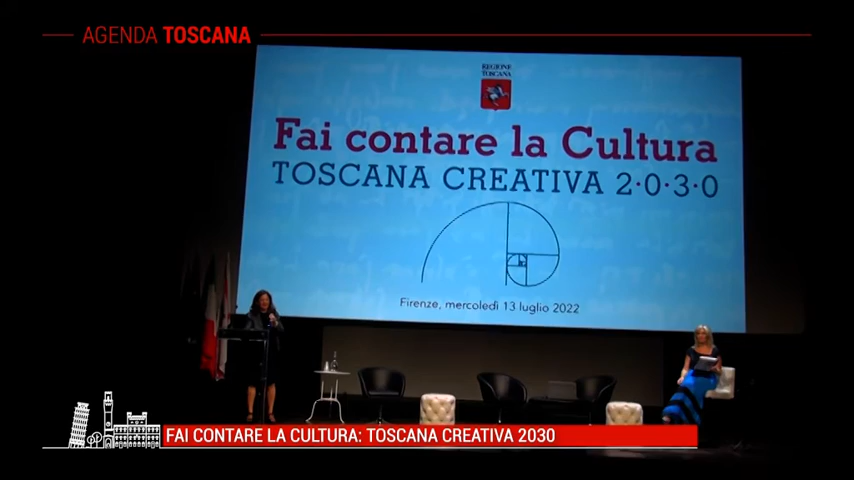 AGENDA TOSCANA
REGIONE
TOSCANA
Fai contare la Cultura
TOSCANA CREATIVA 2·0·3·0
Firenze, mercoledì 13 luglio 2022
FAI CONTARE LA CULTURA: TOSCANA CREATIVA 2030